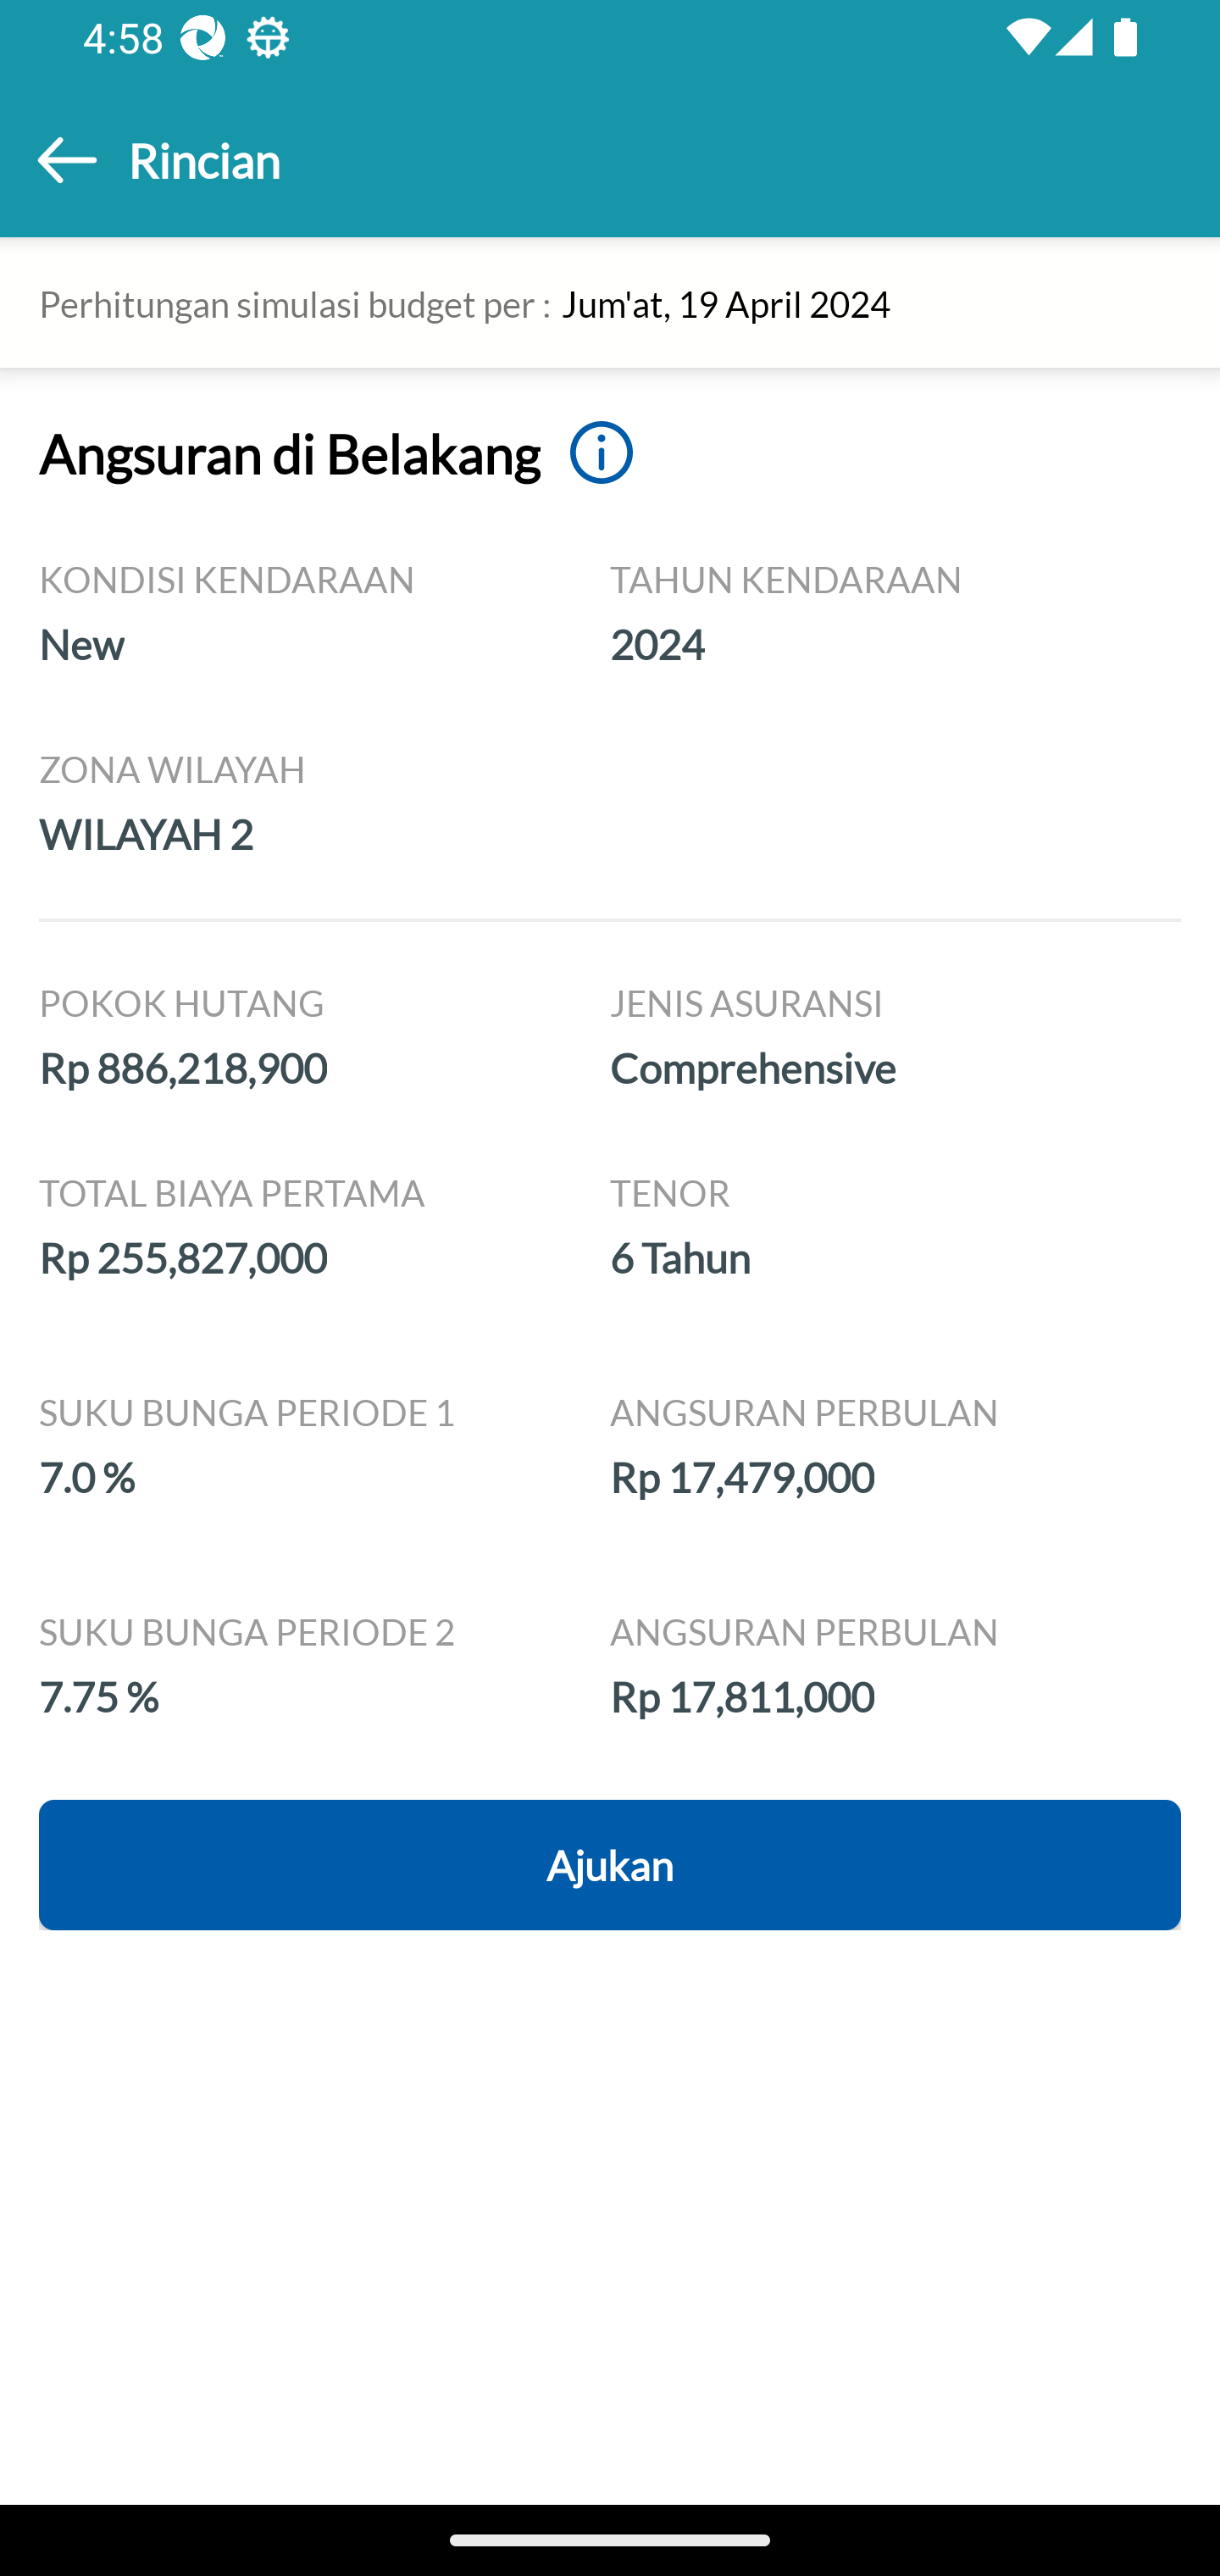 4:58
Rincian
Perhitungan simulasi budget per : Jum'at, 19 April 2024
Angsuran di Belakang
KONDISI KENDARAAN TAHUN KENDARAAN
New 2024
ZONA WILAYAH
WILAYAH 2
POKOK HUTANG JENIS ASURANSI
Rp 886,218,900 Comprehensive
TOTAL BIAYA PERTAMA TENOR
Rp 255,827,000 6 Tahun
SUKU BUNGA PERIODE 1 ANGSURAN PERBULAN
7.0 % Rp 17,479,000
SUKU BUNGA PERIODE 2 ANGSURAN PERBULAN
7.75 % Rp 17,811,000
Ajukan